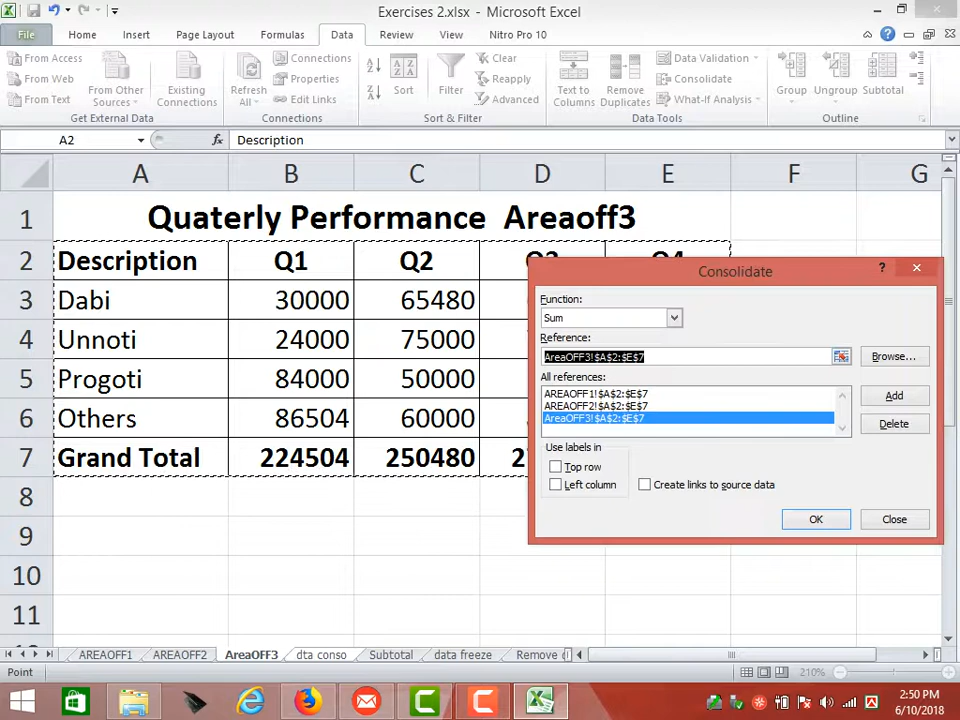 Exercises 2.xlsx - Microsoft Excel
File Home Insert Page Layout Formulas Data Review View Nitro Pro 10
From Access
From Web
From Text
From Other Sources
Existing Connections
Get External Data
Refresh All
Connections
Properties
Edit Links
Connections
Sort
Filter
Clear
Reapply
Advanced
Sort & Filter
Text to Columns
Remove Duplicates
Data Validation
Consolidate
What-If Analysis
Data Tools
Group
Ungroup
Subtotal
Outline
A2 fx Description
A B C D E F G
1 Quaterly Performance Areaoff3
2 Description Q1 Q2
3 Dabi 30000 65480
4 Unnoti 24000 75000
5 Progoti 84000 50000
6 Others 86504 60000
7 Grand Total 224504 250480
8
9
10
11
Consolidate ?
Function:
Sum
Reference:
AreaOFF3!$A$2:$E$7 Browse...
All references:
AREAOFF1!$A$2:$E$7
AREAOFF2!$A$2:$E$7
AreaOFF3!$A$2:$E$7
Add
Delete
Use labels in
Top row
Left column Create links to source data
OK Close
AREAOFF1 AREAOFF2 AreaOFF3 dta conso Subtotal data freeze Remove
Point 210%
2:50 PM
6/10/2018